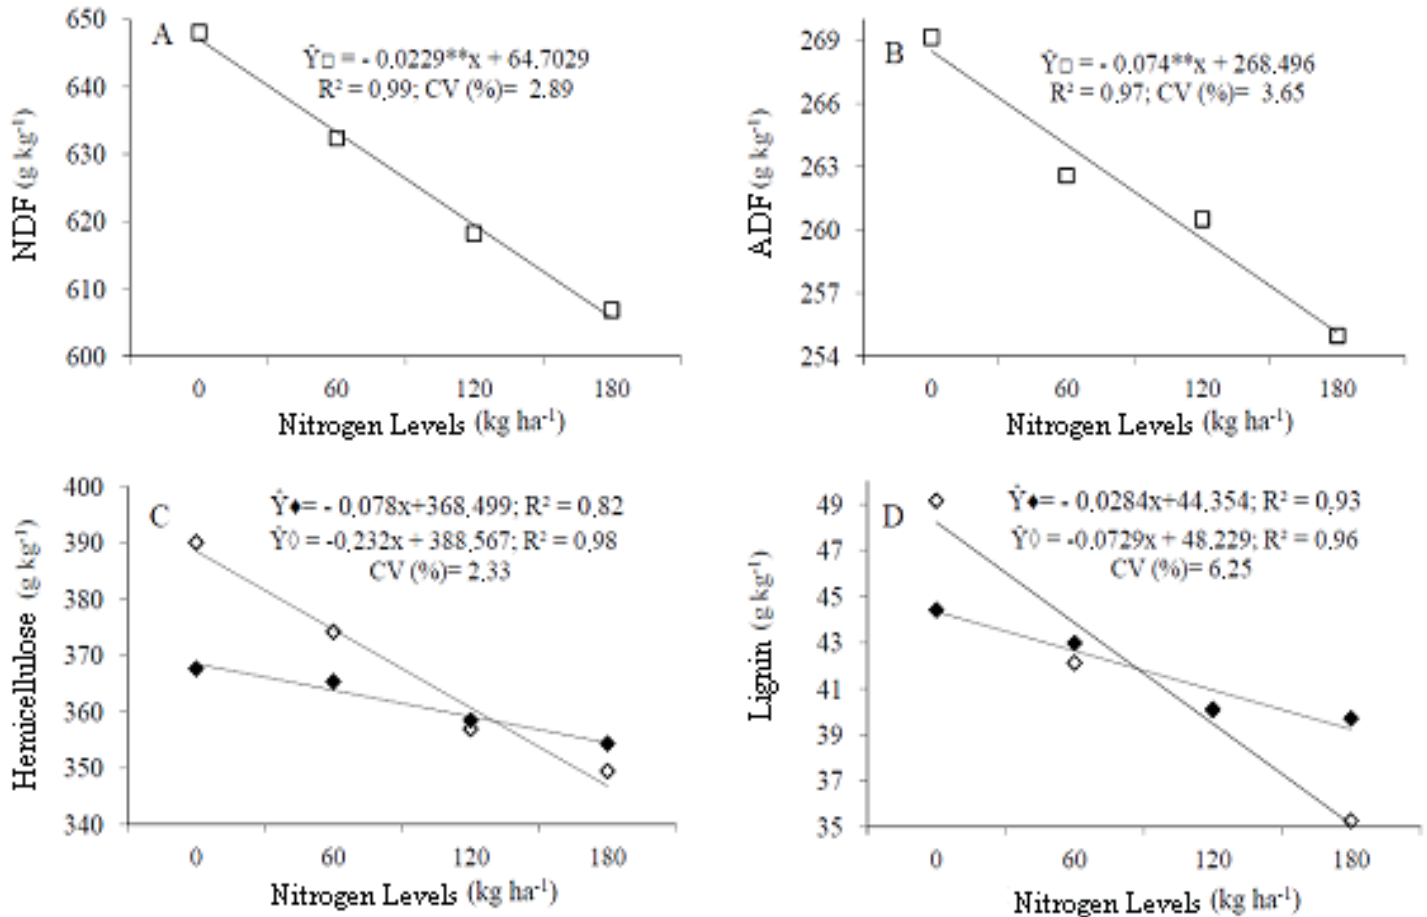 A
Ŷ□ = - 0.0229**x + 64.7029
R² = 0.99; CV (%)= 2.89
NDF (g kg⁻¹)
650
640
630
620
610
600
0 60 120 180
Nitrogen Levels (kg ha⁻¹)
B
Ŷ□ = - 0.074**x + 268.496
R² = 0.97; CV (%)= 3.65
ADF (g kg⁻¹)
269
266
263
260
257
254
0 60 120 180
Nitrogen Levels (kg ha⁻¹)
C
Ŷ♦= - 0.078x+368.499; R² = 0.82
Ŷ◊ = -0.232x + 388.567; R² = 0.98
CV (%)= 2.33
Hemicellulose (g kg⁻¹)
400
390
380
370
360
350
340
0 60 120 180
Nitrogen Levels (kg ha⁻¹)
D
Ŷ♦= - 0.0284x+44.354; R² = 0.93
Ŷ◊ = -0.0729x + 48.229; R² = 0.96
CV (%)= 6.25
Lignin (g kg⁻¹)
49
47
45
43
41
39
37
35
0 60 120 180
Nitrogen Levels (kg ha⁻¹)